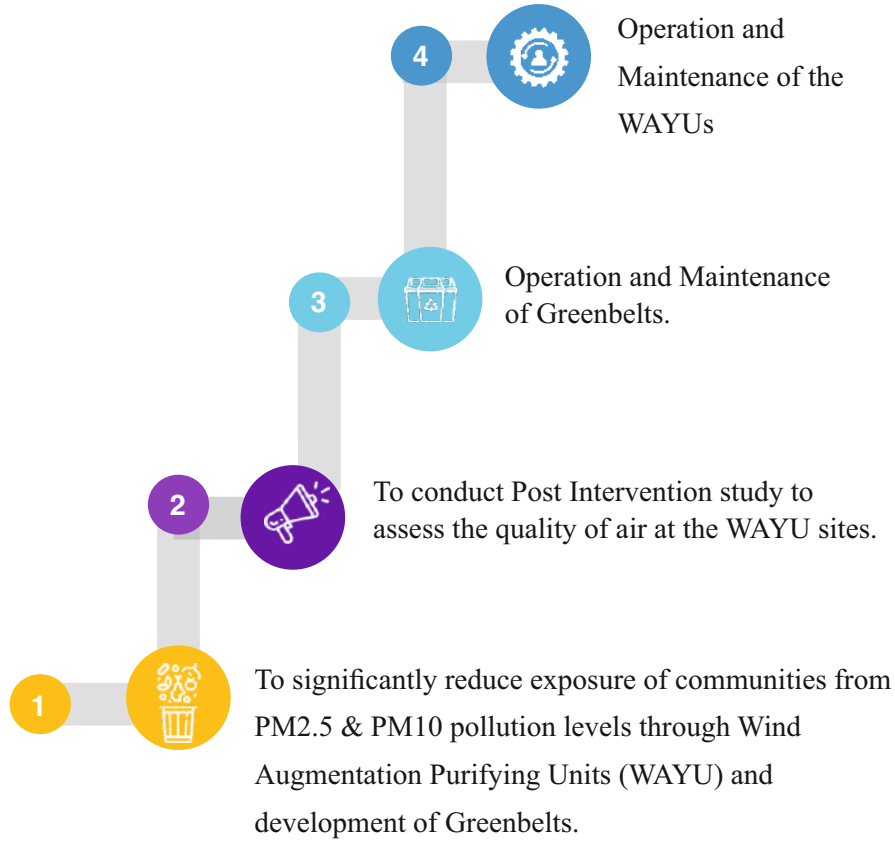 4
Operation and
Maintenance of the
WAYUs
3
Operation and Maintenance
of Greenbelts.
2
To conduct Post Intervention study to
assess the quality of air at the WAYU sites.
1
To significantly reduce exposure of communities from
PM2.5 & PM10 pollution levels through Wind
Augmentation Purifying Units (WAYU) and
development of Greenbelts.